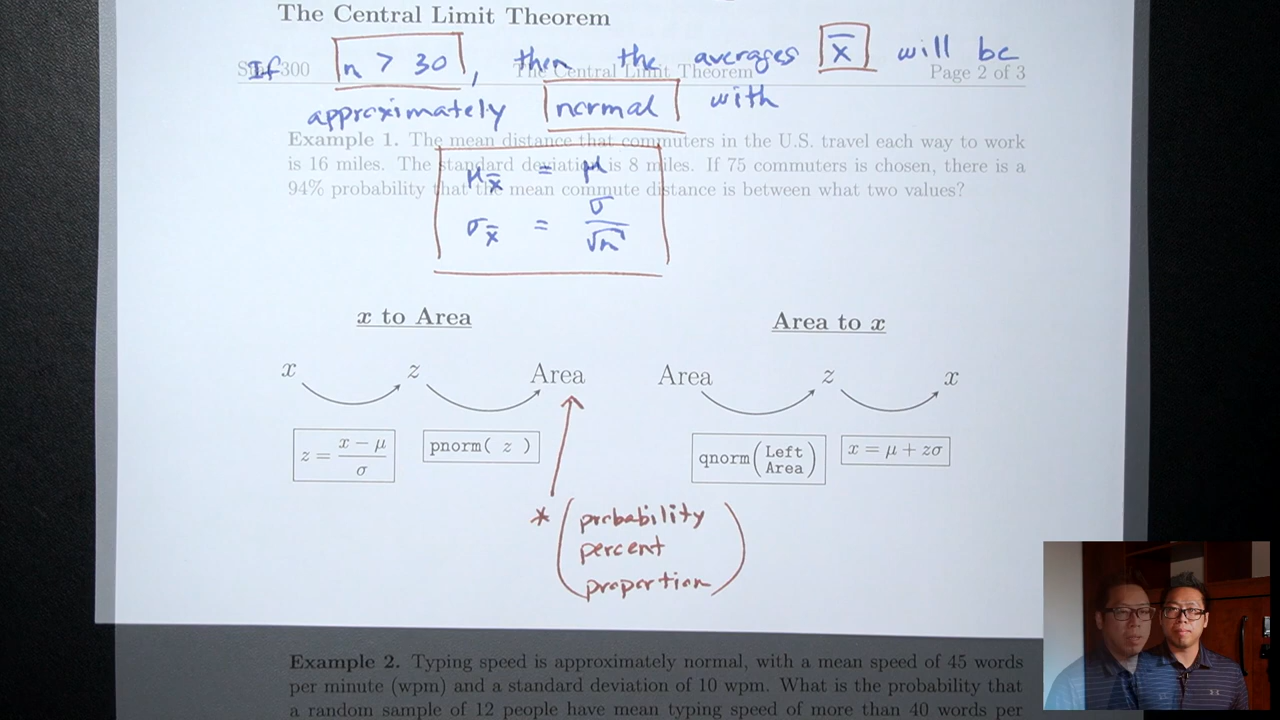 The Central Limit Theorem
If n > 30, then the averages x̄ will be
Stat 300 The Central Limit Theorem Page 2 of 3
approximately normal with
Example 1. The mean distance that commuters in the U.S. travel each way to work
is 16 miles. The standard deviation is 8 miles. If 75 commuters is chosen, there is a
94% probability that the mean commute distance is between what two values?
μx̄ = μ
σx̄ = σ/√n
x to Area
Area to x
x z Area
Area z x
z = (x − μ)/σ
pnorm( z )
qnorm(Left Area)
x = μ + zσ
* (probability
percent
proportion)
Example 2. Typing speed is approximately normal, with a mean speed of 45 words
per minute (wpm) and a standard deviation of 10 wpm. What is the probability that
a random sample of 12 people have mean typing speed of more than 40 words per